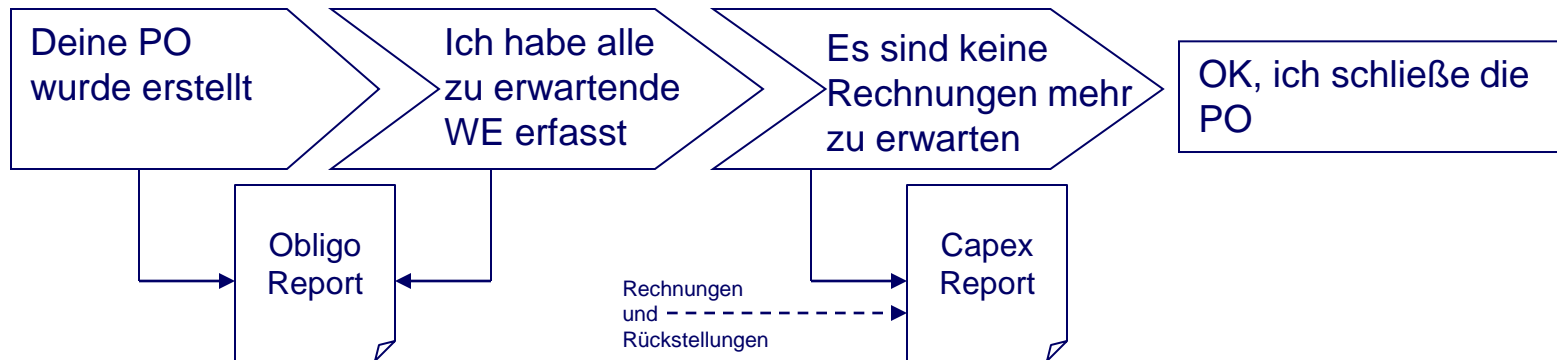 Deine PO
wurde erstellt
Ich habe alle
zu erwartende
WE erfasst
Es sind keine
Rechnungen mehr
zu erwarten
OK, ich schließe die
PO
Obligo
Report
Rechnungen
und
Rückstellungen
Capex
Report